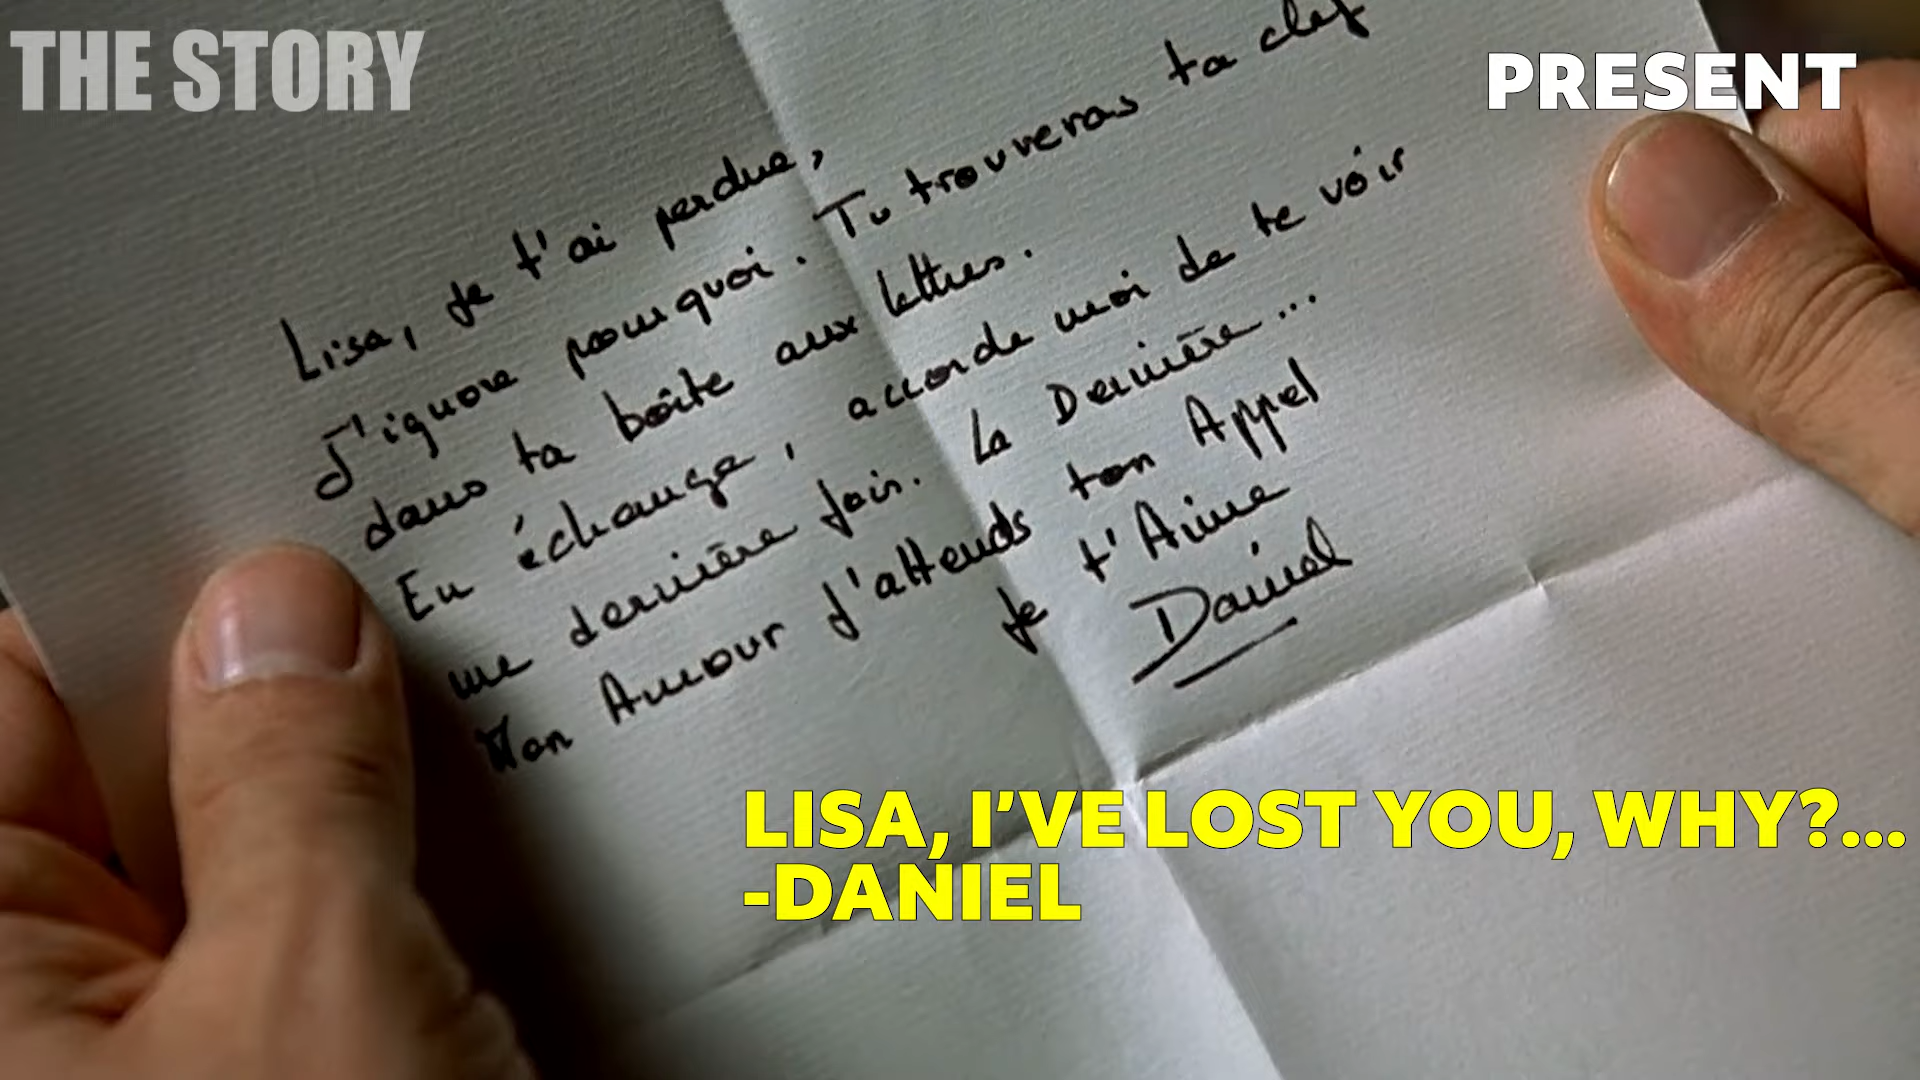 THE STORY
PRESENT
Lisa, je t'ai perdue,
J'ignore pourquoi. Tu trouveras ta clef
dans ta boîte aux lettres.
En échange, accorde moi de te voir
une dernière fois. La Dernière...
Mon Amour j'attends ton Appel
je t'Aime
Daniel
LISA, I'VE LOST YOU, WHY?...
-DANIEL